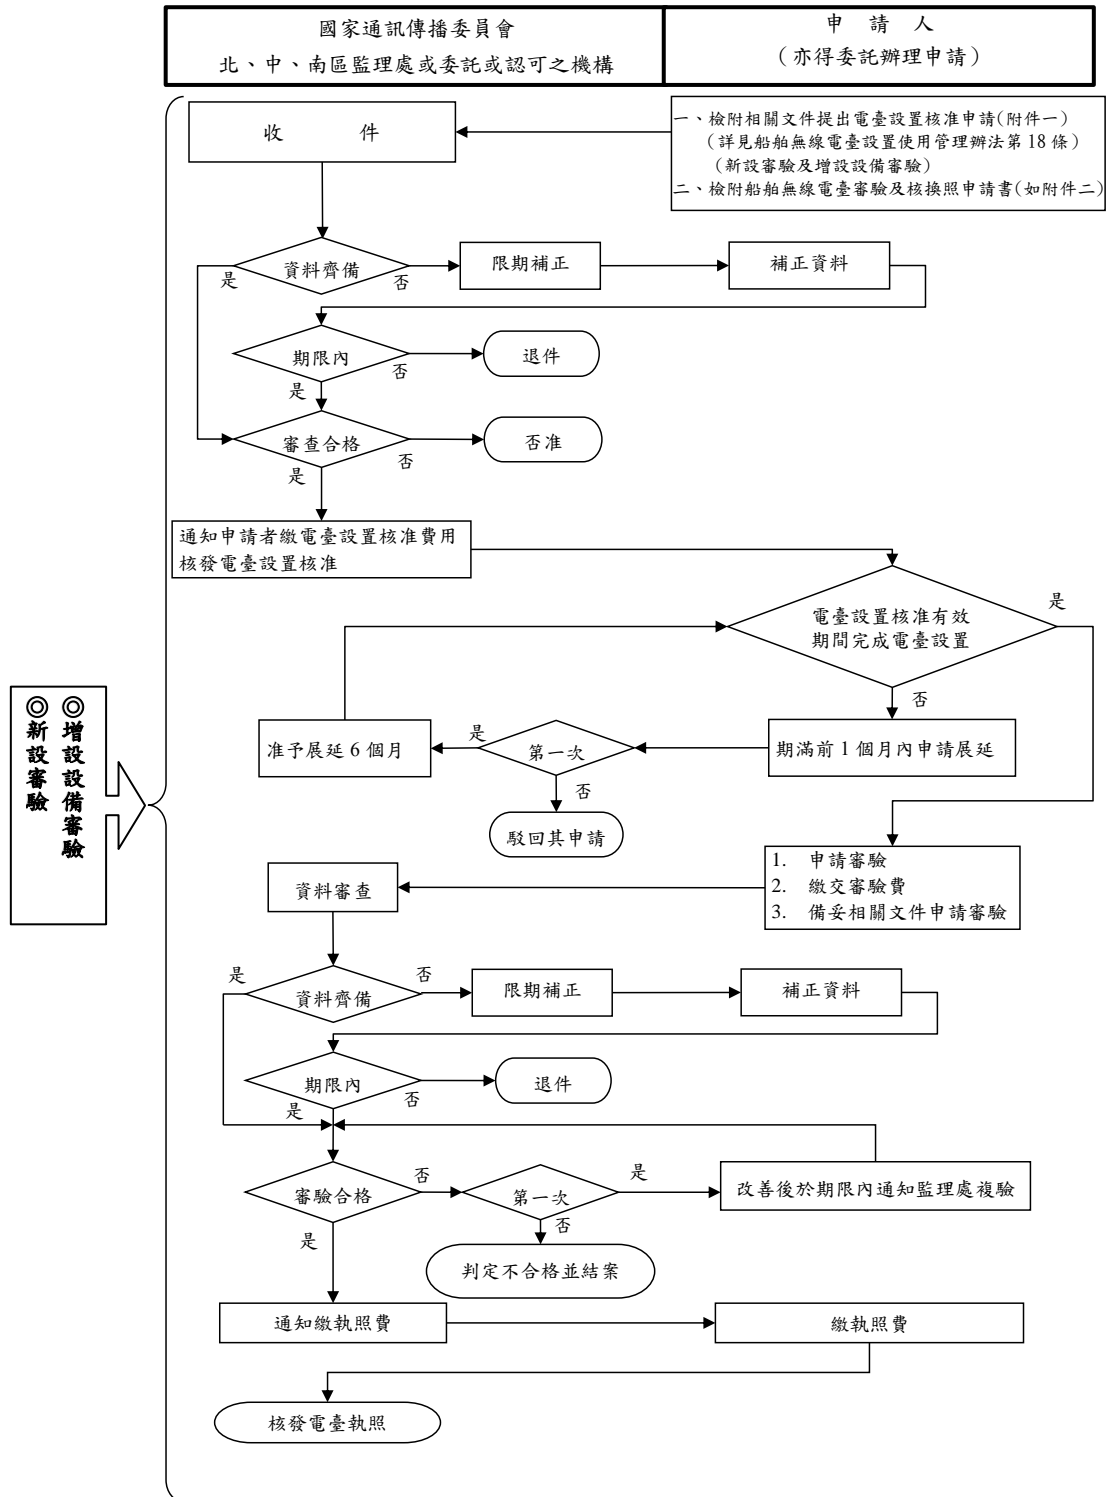 國家通訊傳播委員會
北、中、南區監理處或委託或認可之機構
申 請 人
(亦得委託辦理申請)
收 件
一、檢附相關文件提出電臺設置核准申請(附件一)
(詳見船舶無線電臺設置使用管理辦法第 18 條)
(新設審驗及增設設備審驗)
二、檢附船舶無線電臺審驗及核換照申請書(如附件二)
資料齊備
是
否
限期補正
補正資料
期限內
否
是
退件
審查合格
否
是
否准
通知申請者繳電臺設置核准費用
核發電臺設置核准
電臺設置核准有效
期間完成電臺設置
是
否
期滿前 1 個月內申請展延
第一次
是
否
准予展延 6 個月
駁回其申請
◎增設設備審驗
◎新設審驗
1. 申請審驗
2. 繳交審驗費
3. 備妥相關文件申請審驗
資料審查
資料齊備
是
否
限期補正
補正資料
期限內
否
是
退件
審驗合格
否
是
第一次
是
否
改善後於期限內通知監理處複驗
判定不合格並結案
通知繳執照費
繳執照費
核發電臺執照